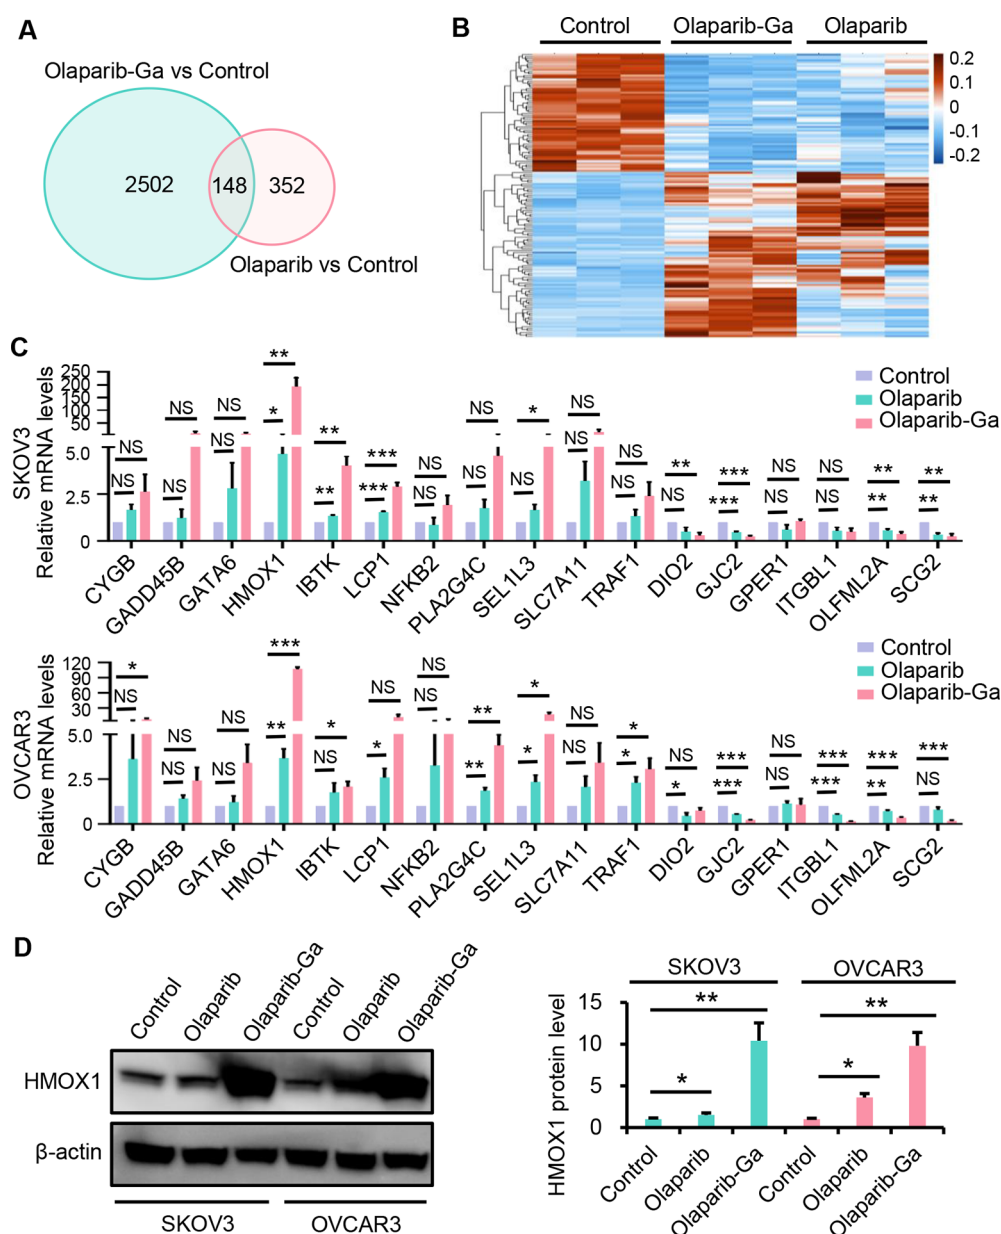 A
Olaparib-Ga vs Control
2502
148
352
Olaparib vs Control
B
Control
Olaparib-Ga
Olaparib
0.2
0.1
0
-0.1
-0.2
C
SKOV3
Relative mRNA levels
250
200
150
100
50
5.0
2.5
0
NS
NS
NS
NS
NS
NS
*
**
**
**
***
***
NS
NS
NS
NS
NS
*
NS
NS
NS
NS
NS
**
***
***
NS
NS
NS
NS
**
**
**
**
Control
Olaparib
Olaparib-Ga
CYGB
GADD45B
GATA6
HMOX1
IBTK
LCP1
NFKB2
PLA2G4C
SEL1L3
SLC7A11
TRAF1
DIO2
GJC2
GPER1
ITGBL1
OLFML2A
SCG2
OVCAR3
Relative mRNA levels
120
90
60
30
5.0
2.5
0
NS
*
NS
NS
NS
NS
**
***
NS
*
*
NS
NS
NS
**
**
*
*
NS
NS
*
*
*
NS
***
***
NS
NS
***
***
**
***
NS
***
Control
Olaparib
Olaparib-Ga
CYGB
GADD45B
GATA6
HMOX1
IBTK
LCP1
NFKB2
PLA2G4C
SEL1L3
SLC7A11
TRAF1
DIO2
GJC2
GPER1
ITGBL1
OLFML2A
SCG2
D
Control
Olaparib
Olaparib-Ga
Control
Olaparib
Olaparib-Ga
HMOX1
β-actin
SKOV3
OVCAR3
SKOV3
OVCAR3
HMOX1 protein level
15
10
5
0
*
**
*
**
Control
Olaparib
Olaparib-Ga
Control
Olaparib
Olaparib-Ga